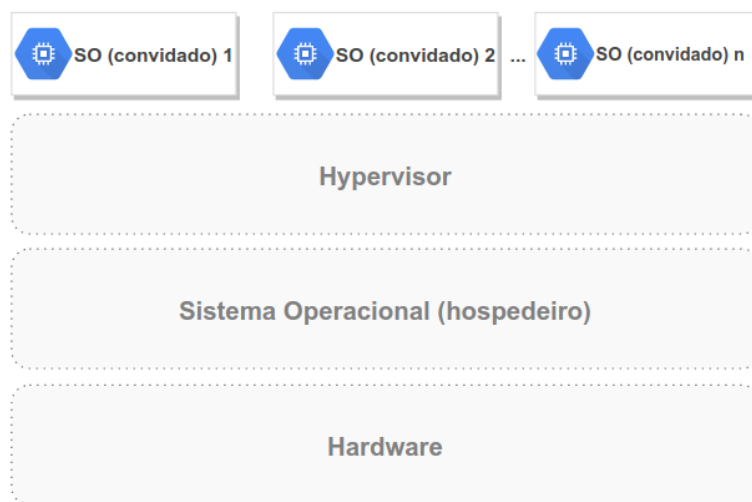 SO (convidado) 1
SO (convidado) 2
...
SO (convidado) n
Hypervisor
Sistema Operacional (hospedeiro)
Hardware